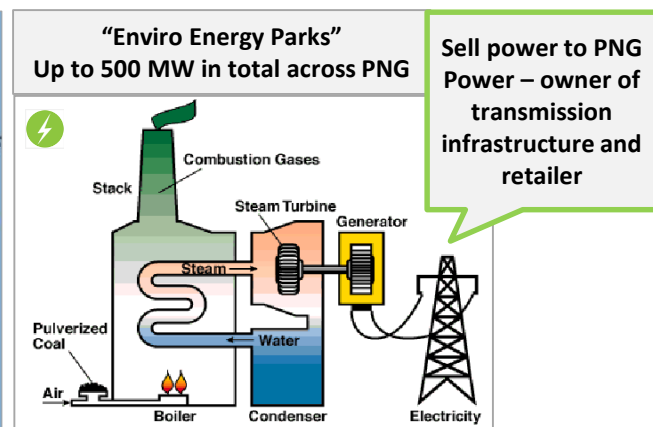 “Enviro Energy Parks”
Up to 500 MW in total across PNG
Sell power to PNG
Power – owner of
transmission
infrastructure and
retailer
Combustion Gases
Stack
Steam Turbine
Generator
Steam
Pulverized
Coal
Water
Air
Boiler
Condenser
Electricity